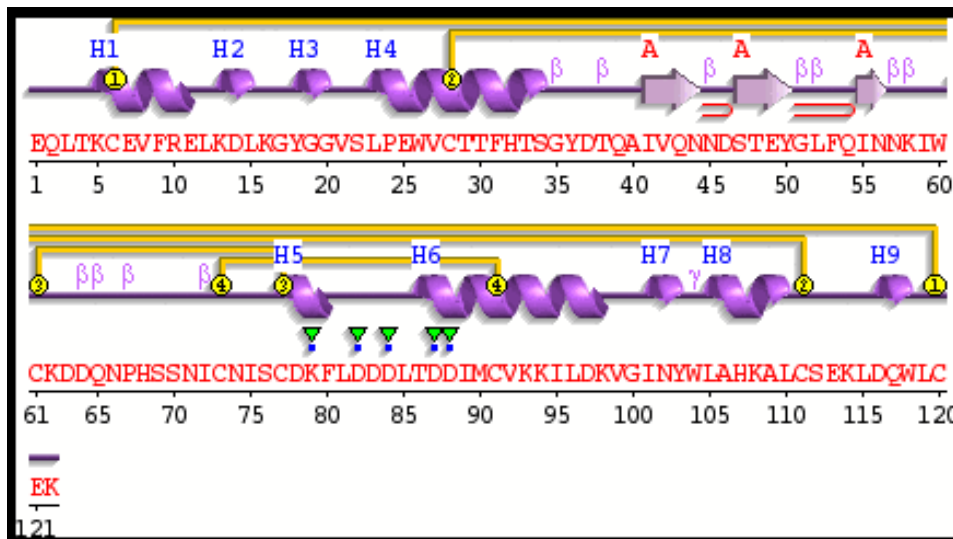 H1 H2 H3 H4 A A A
β β β ββ ββ
1 2
EQLTKCEVFRELKDLKGYGGVSLPEWVCTTFHTSGYDTQAIVQNNDSTEYGLFQINNKIW
1 5 10 15 20 25 30 35 40 45 50 55 60
H5 H6 H7 H8 H9
ββ β β γ
3 4 3 4 2 1
CKDDQNPHSSNICNISCDKFLDDDLTDDIMCVKKILDKVGINYWLAHKALCSEKLDQWLC
61 65 70 75 80 85 90 95 100 105 110 115 120
EK
121